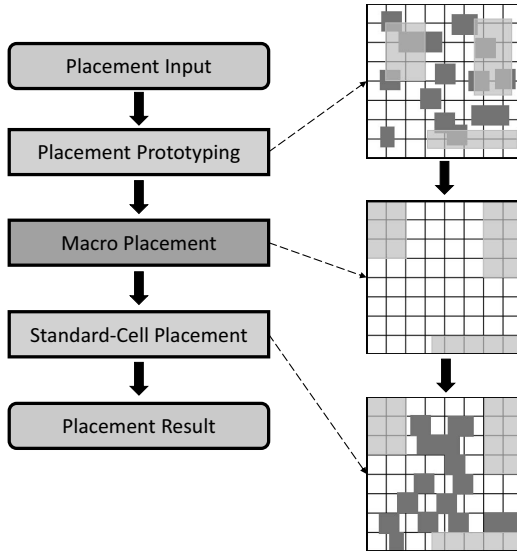 Placement Input
Placement Prototyping
Macro Placement
Standard-Cell Placement
Placement Result